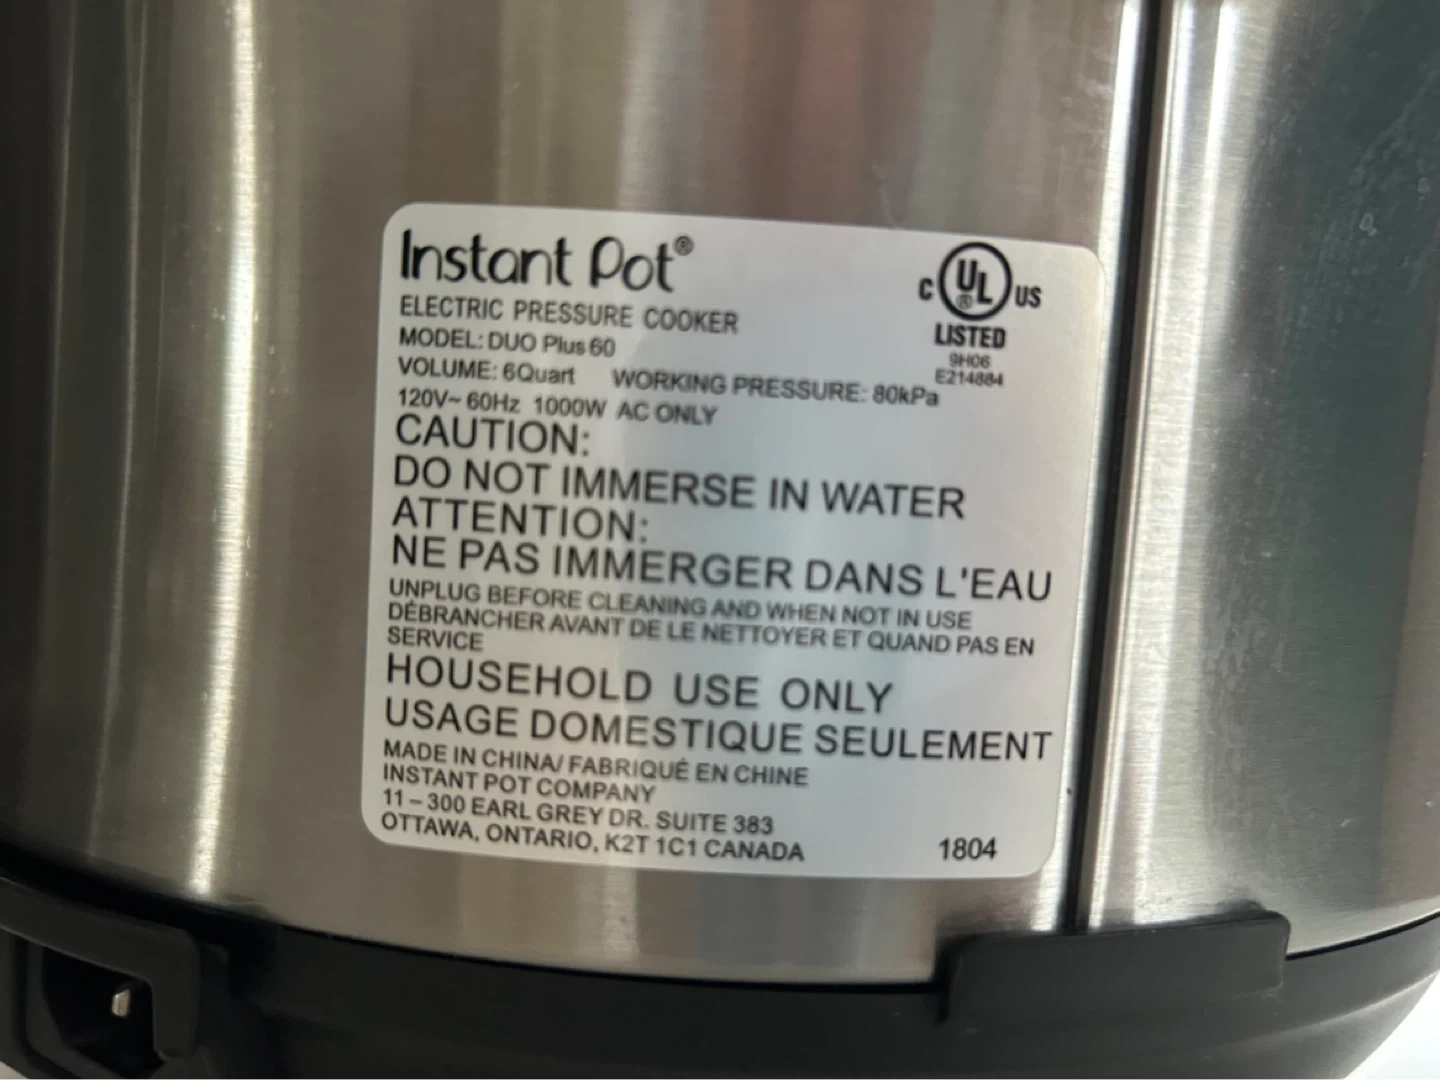 Instant Pot®
ELECTRIC PRESSURE COOKER
MODEL: DUO Plus 60
VOLUME: 6Quart WORKING PRESSURE: 80kPa
120V~ 60Hz 1000W AC ONLY
C UL ® US
LISTED
9H06
E214884
CAUTION:
DO NOT IMMERSE IN WATER
ATTENTION:
NE PAS IMMERGER DANS L'EAU
UNPLUG BEFORE CLEANING AND WHEN NOT IN USE
DÉBRANCHER AVANT DE LE NETTOYER ET QUAND PAS EN
SERVICE
HOUSEHOLD USE ONLY
USAGE DOMESTIQUE SEULEMENT
MADE IN CHINA/ FABRIQUÉ EN CHINE
INSTANT POT COMPANY
11 – 300 EARL GREY DR. SUITE 383
OTTAWA, ONTARIO, K2T 1C1 CANADA
1804